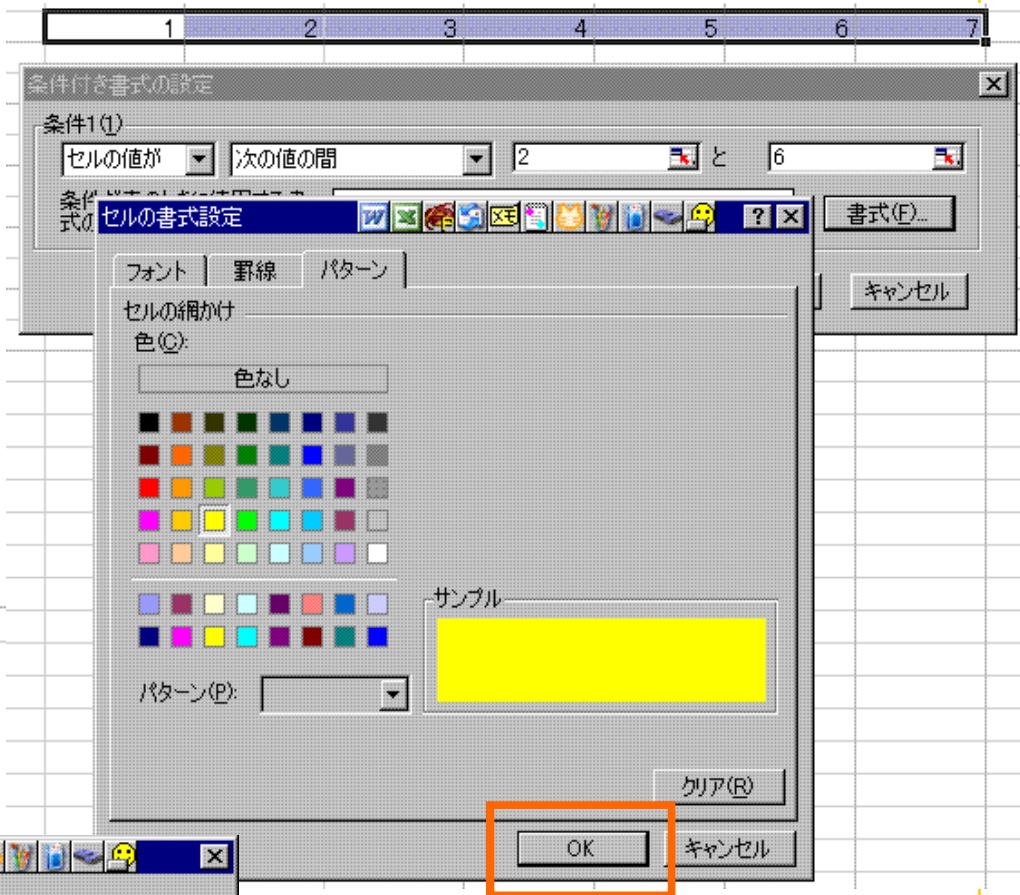 1 2 3 4 5 6 7
条件付き書式の設定
条件1(1)
セルの値が 次の値の間 2 と 6
式の
書式(F)...
セルの書式設定
フォント 罫線 パターン
キャンセル
セルの網かけ
色(C):
色なし
サンプル
パターン(P):
クリア(R)
OK キャンセル